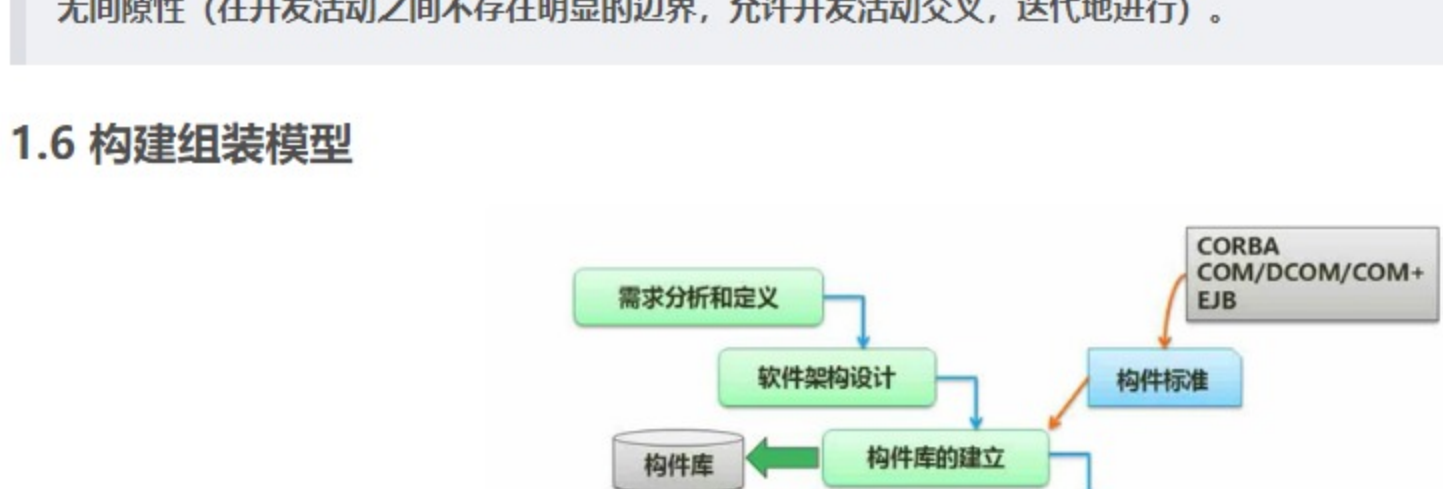 无间隙性（在开发活动之间不存在明显的边界，允许开发活动交叉，迭代地进行）。
1.6 构建组装模型
CORBA
COM/DCOM/COM+
EJB
需求分析和定义
软件架构设计
构件标准
构件库
构件库的建立